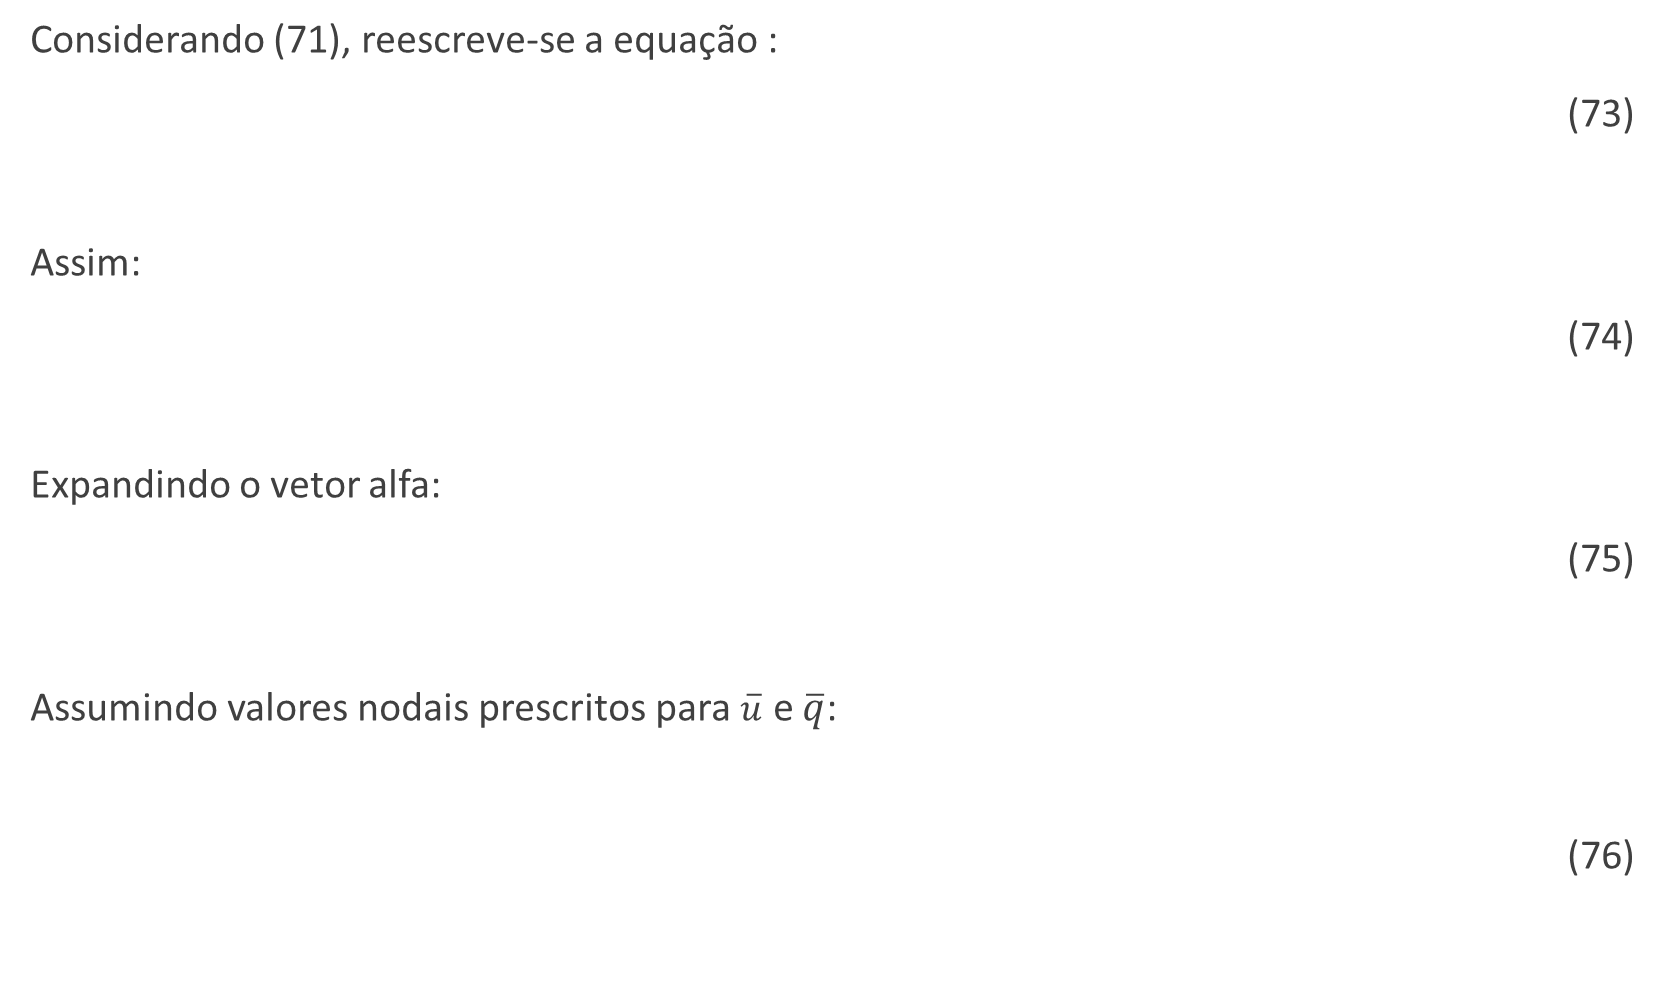 Considerando (71), reescreve-se a equação :
(73)
Assim:
(74)
Expandindo o vetor alfa:
(75)
Assumindo valores nodais prescritos para u̅ e q̅:
(76)